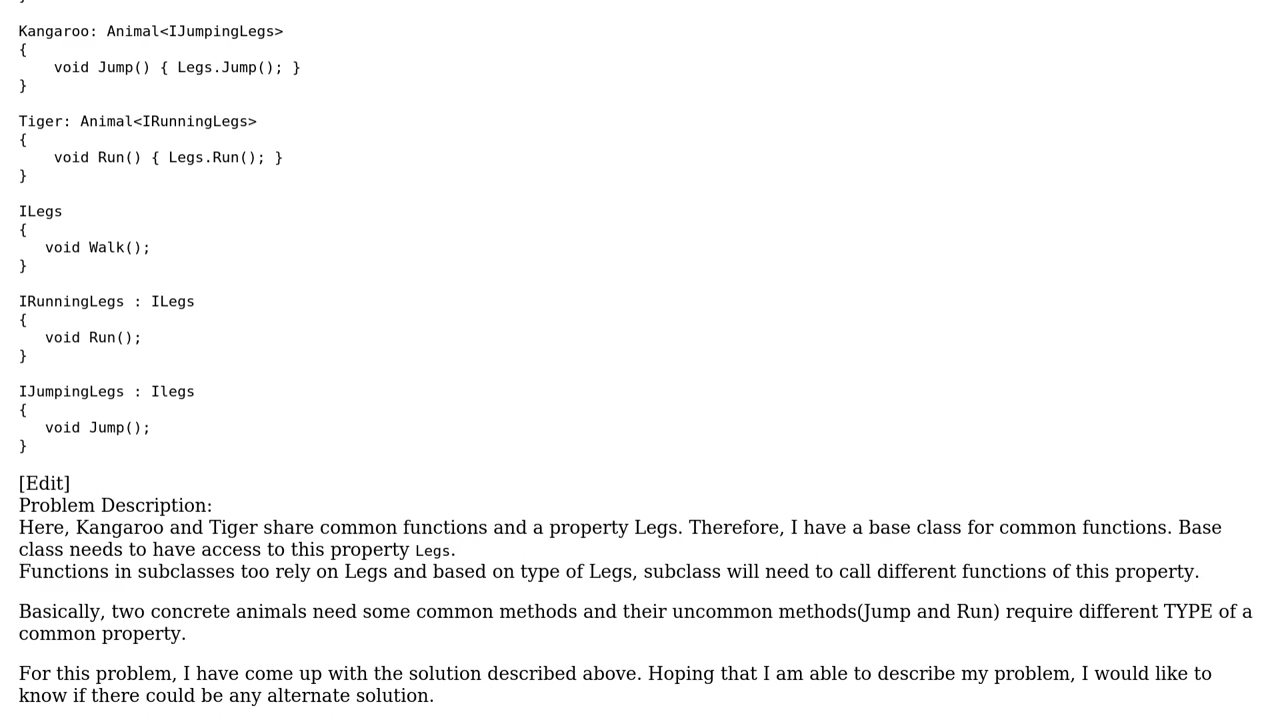 }
Kangaroo: Animal<IJumpingLegs>
{
    void Jump() { Legs.Jump(); }
}
Tiger: Animal<IRunningLegs>
{
    void Run() { Legs.Run(); }
}
ILegs
{
   void Walk();
}
IRunningLegs : ILegs
{
   void Run();
}
IJumpingLegs : Ilegs
{
   void Jump();
}
[Edit]
Problem Description:
Here, Kangaroo and Tiger share common functions and a property Legs. Therefore, I have a base class for common functions. Base
class needs to have access to this property Legs.
Functions in subclasses too rely on Legs and based on type of Legs, subclass will need to call different functions of this property.
Basically, two concrete animals need some common methods and their uncommon methods(Jump and Run) require different TYPE of a
common property.
For this problem, I have come up with the solution described above. Hoping that I am able to describe my problem, I would like to
know if there could be any alternate solution.